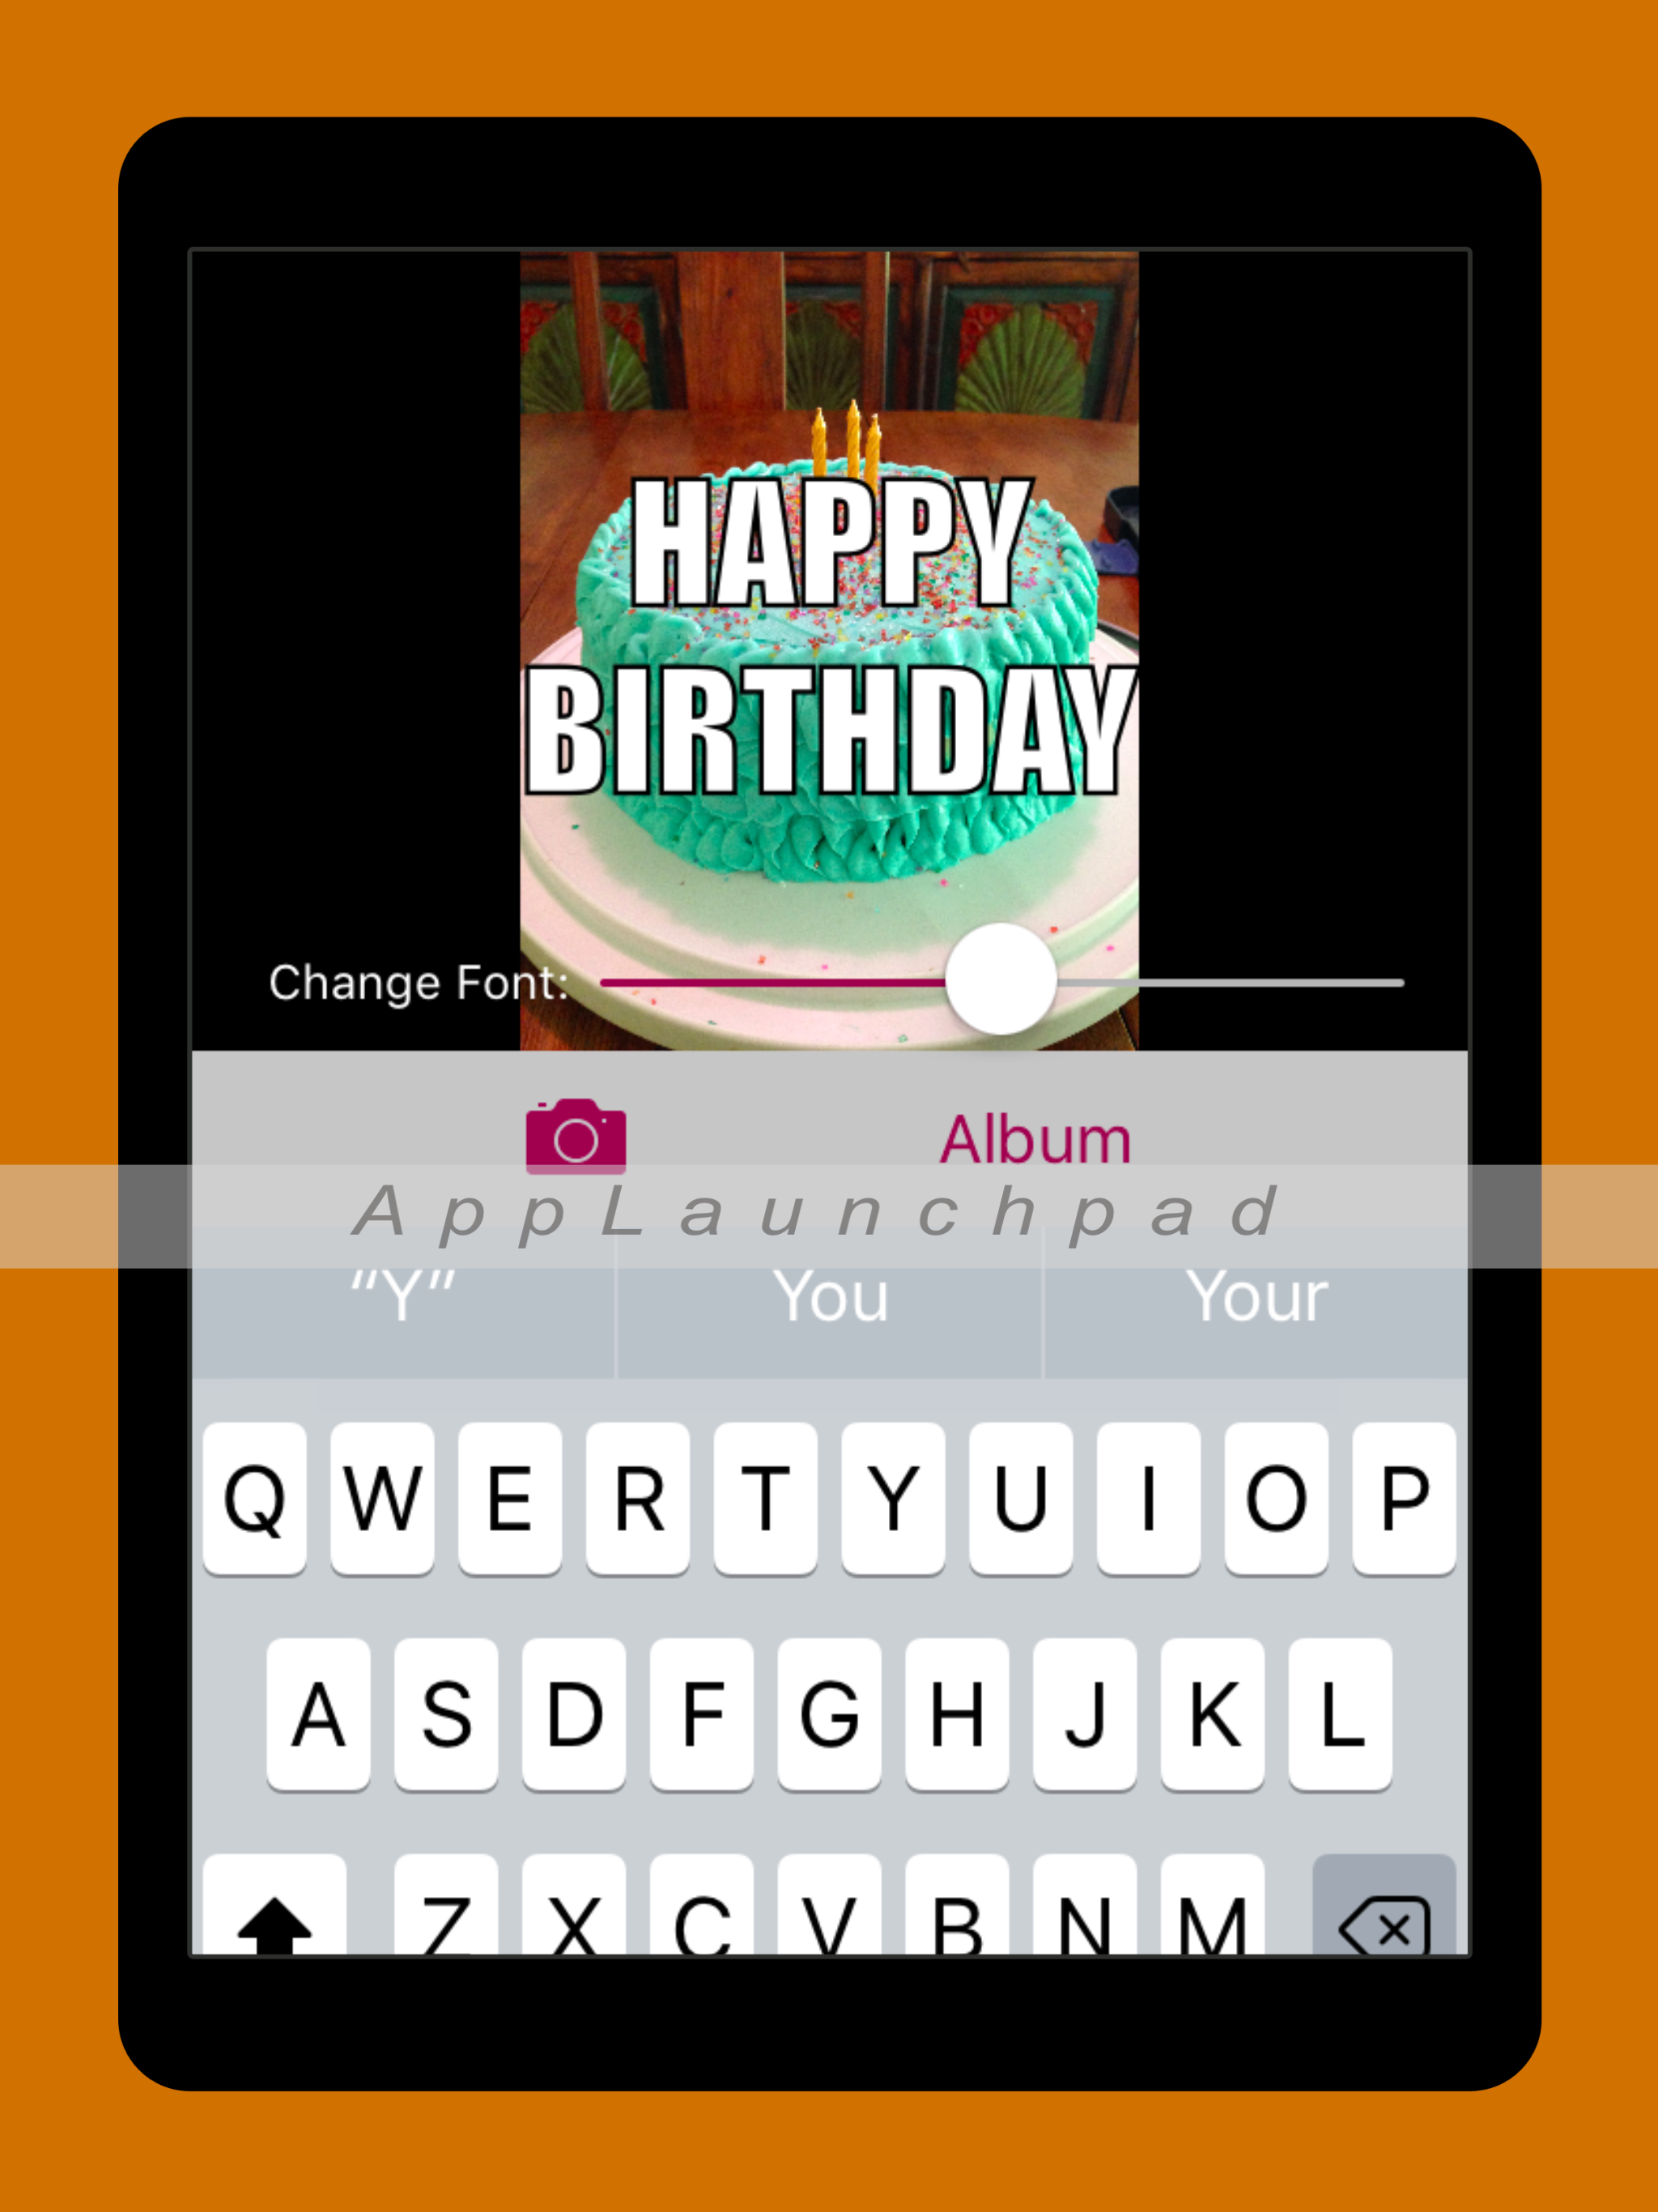 HAPPY
BIRTHDAY
Change Font:
Album
AppLaunchpad
“Y” You Your
Q W E R T Y U I O P
A S D F G H J K L
Z X C V B N M